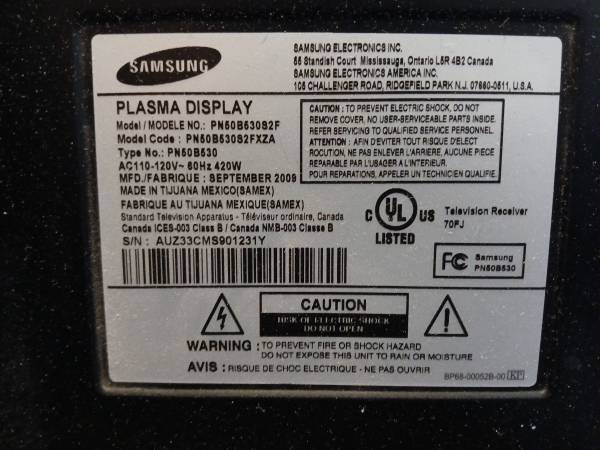 SAMSUNG
SAMSUNG ELECTRONICS INC.
55 Standish Court Mississauga, Ontario L5R 4B2 Canada
SAMSUNG ELECTRONICS AMERICA INC.
105 CHALLENGER ROAD, RIDGEFIELD PARK N.J. 07660-0511, U.S.A.
PLASMA DISPLAY
Model / MODELE NO.: PN50B530S2F
Model Code : PN50B530S2FXZA
Type No.: PN50B530
AC110-120V~ 60Hz 420W
MFD./FABRIQUE : SEPTEMBER 2009
MADE IN TIJUANA MEXICO(SAMEX)
FABRIQUE AU TIJUANA MEXIQUE(SAMEX)
Standard Television Apparatus - Téléviseur ordinaire, Canada
Canada ICES-003 Class B / Canada NMB-003 Classe B
S/N : AUZ33CMS901231Y
CAUTION : TO PREVENT ELECTRIC SHOCK, DO NOT
REMOVE COVER, NO USER-SERVICEABLE PARTS INSIDE.
REFER SERVICING TO QUALIFIED SERVICE PERSONNEL.
ATTENTION : AFIN D'EVITER TOUT RISQUE D'ELECT-
ROCUTION, NE PAS ENLEVER L'ARRIERE, AUCUNE PIECE
REPARABLE PAR L'USAGER A L'INTERIEUR.
POUR REPARATIONS, APPELER UN TECHNICIEN QUALIFIE.
C UL US
LISTED
Television Receiver
70FJ
FC Samsung
PN50B530
CAUTION
RISK OF ELECTRIC SHOCK
DO NOT OPEN
WARNING : TO PREVENT FIRE OR SHOCK HAZARD
DO NOT EXPOSE THIS UNIT TO RAIN OR MOISTURE
AVIS : RISQUE DE CHOC ELECTRIQUE - NE PAS OUVRIR
BP68-00052B-00 KP